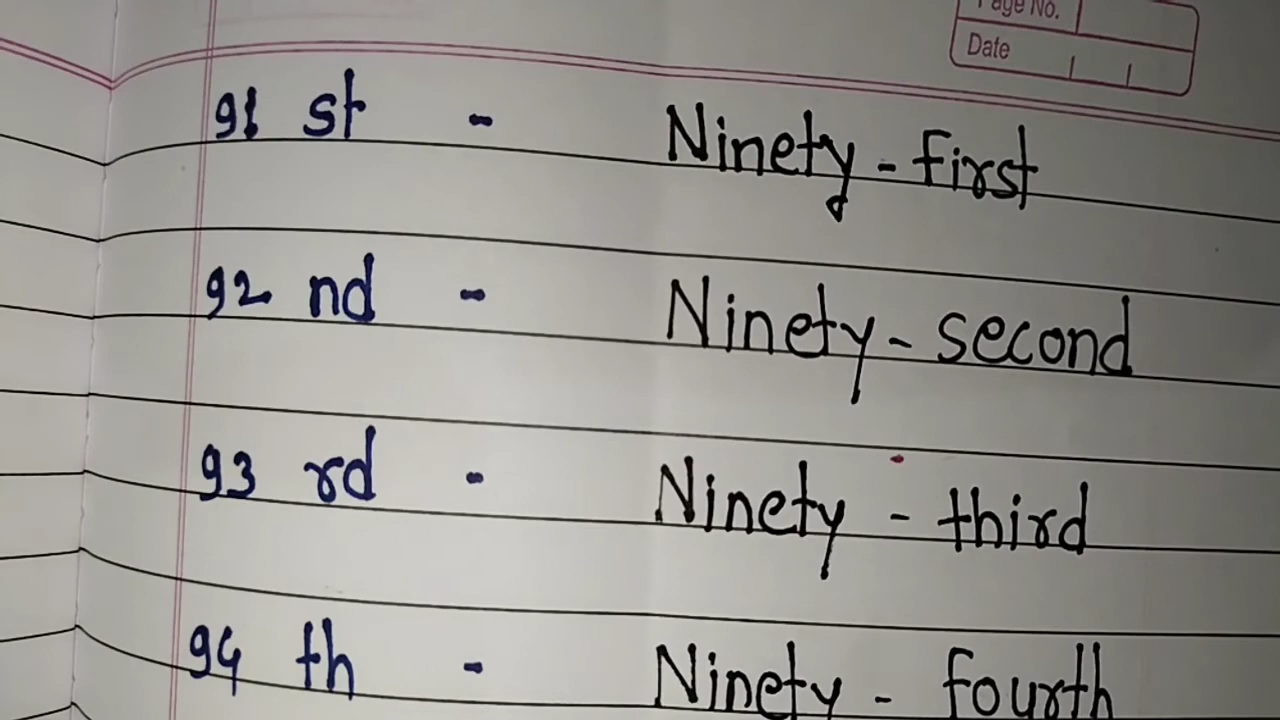 Page No.
Date
91 st - Ninety - first
92 nd - Ninety - second
93 rd - Ninety - third
94 th - Ninety - fourth